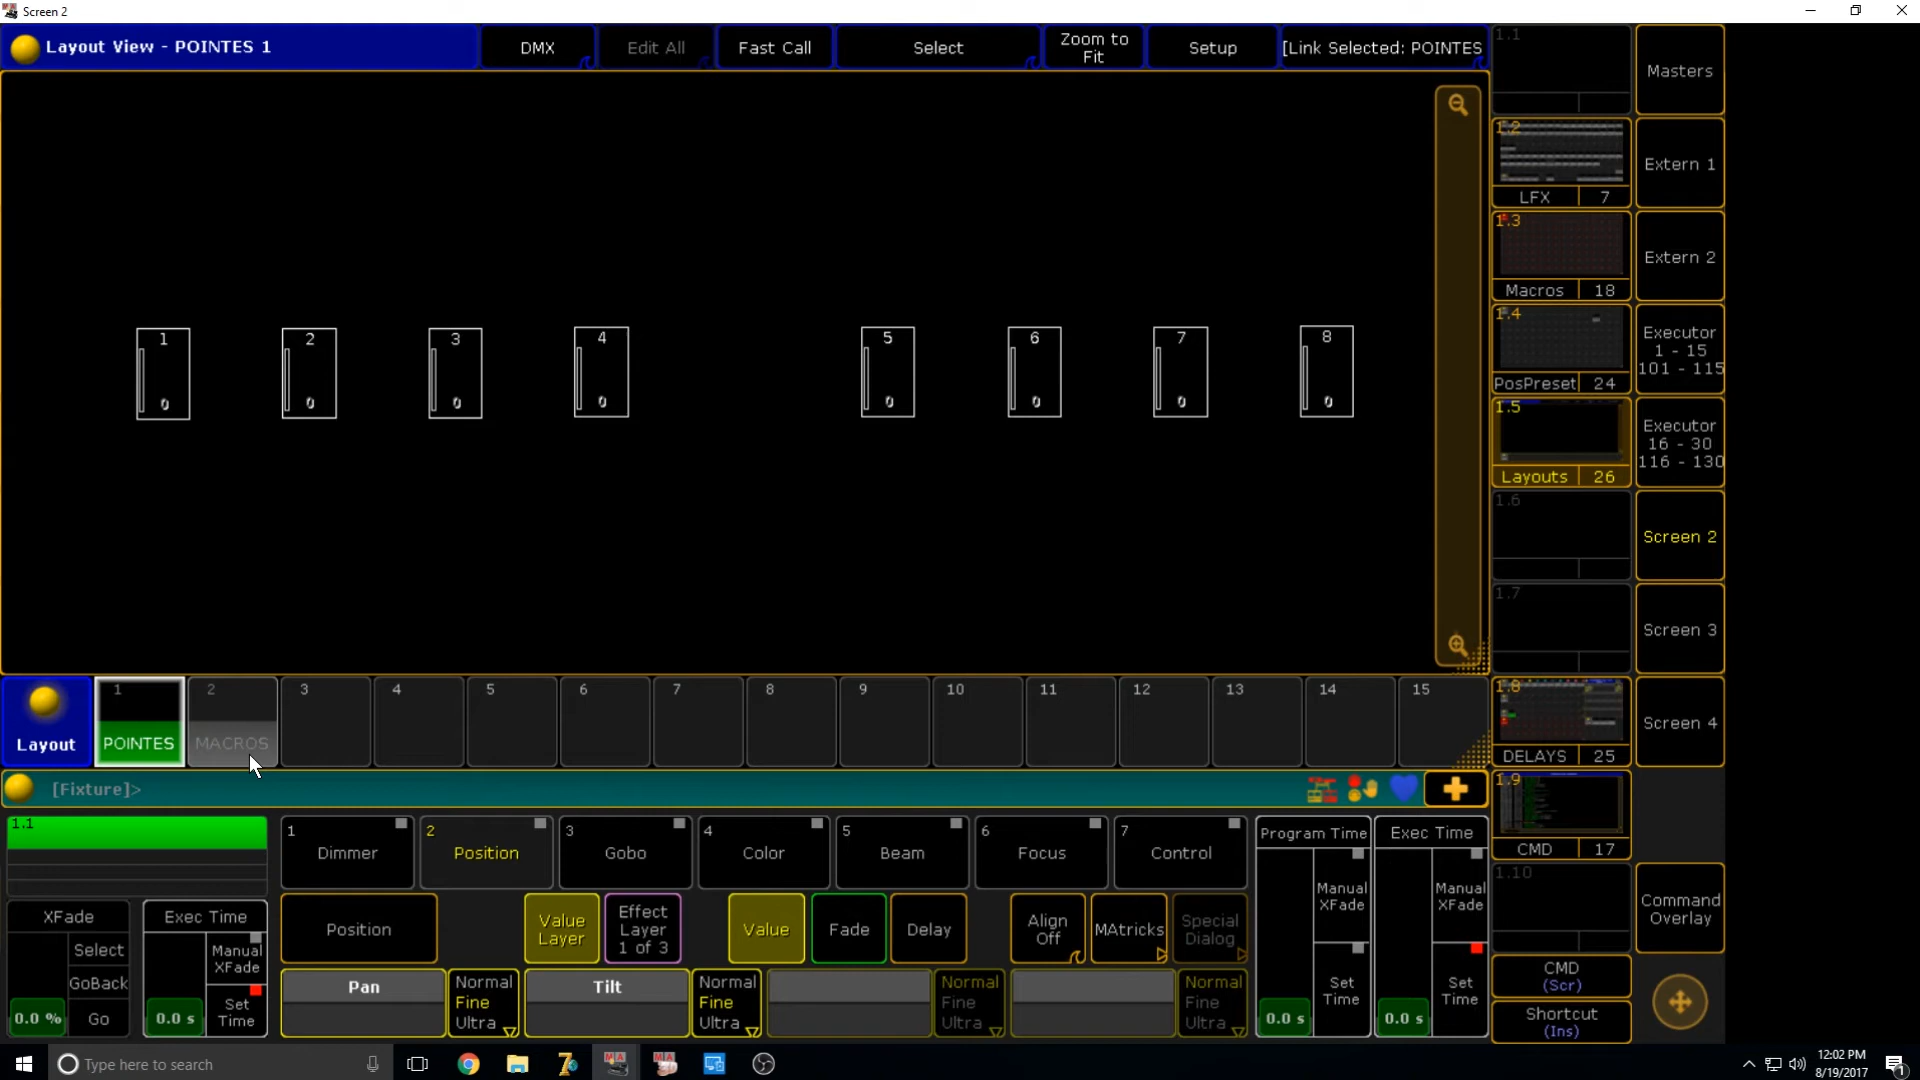 Screen 2
Layout View - POINTES 1
DMX
Edit All
Fast Call
Select
Zoom to
Fit
Setup
[Link Selected: POINTES
1.1
Masters
1.2
LFX 7
Extern 1
1.3
Macros 18
Extern 2
1.4
PosPreset 24
Executor
1 - 15
101 - 115
1.5
Layouts 26
Executor
16 - 30
116 - 130
1.6
Screen 2
1.7
Screen 3
1.8
DELAYS 25
Screen 4
1.9
CMD 17
1.10
Command
Overlay
CMD
(Scr)
Shortcut
(Ins)
1 2 3 4 5 6 7 8
0 0 0 0 0 0 0 0
Layout
1 2 3 4 5 6 7 8 9 10 11 12 13 14 15
POINTES
MACROS
[Fixture]>
1.1
1
Dimmer
2
Position
3
Gobo
4
Color
5
Beam
6
Focus
7
Control
Program Time
Exec Time
Manual
XFade
Manual
XFade
Set
Time
Set
Time
0.0 s
0.0 s
XFade
Select
GoBack
Go
0.0 %
Exec Time
Manual
XFade
Set
Time
0.0 s
Position
Value
Layer
Effect
Layer
1 of 3
Value
Fade
Delay
Align
Off
MAtricks
Special
Dialog
Pan
Normal
Fine
Ultra
Tilt
Normal
Fine
Ultra
Normal
Fine
Ultra
Normal
Fine
Ultra
Type here to search
12:02 PM
8/19/2017
1